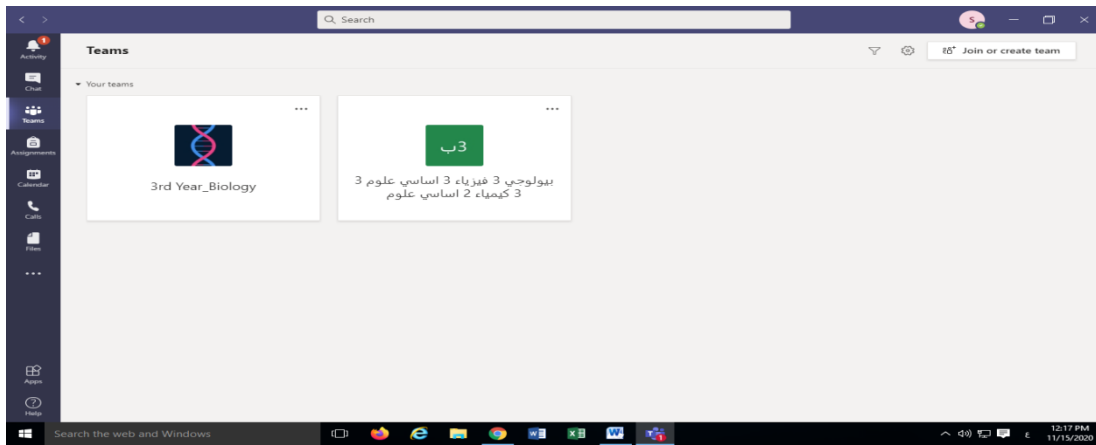 Search
S
1
Activity
Chat
Teams
Assignments
Calendar
Calls
Files
Apps
Help
Teams
Join or create team
Your teams
3rd Year_Biology
3ب
بيولوجي 3 فيزياء 3 اساسي علوم 3
3 كيمياء 2 اساسي علوم
Search the web and Windows
ع
12:17 PM
11/15/2020